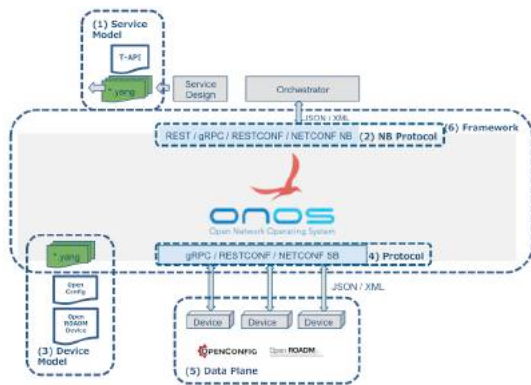 (1) Service
Model
T-API
*.yang
Service
Design
Orchestrator
JSON / XML
(6) Framework
REST / gRPC / RESTCONF / NETCONF NB
(2) NB Protocol
onos
Open Network Operating System
*.yang
gRPC / RESTCONF / NETCONF SB
4) Protocol
Open
Config
JSON / XML
Open
ROADM
Device
Device
Device
Device
(3) Device
Model
OPENCONFIG
Open ROADM
(5) Data Plane